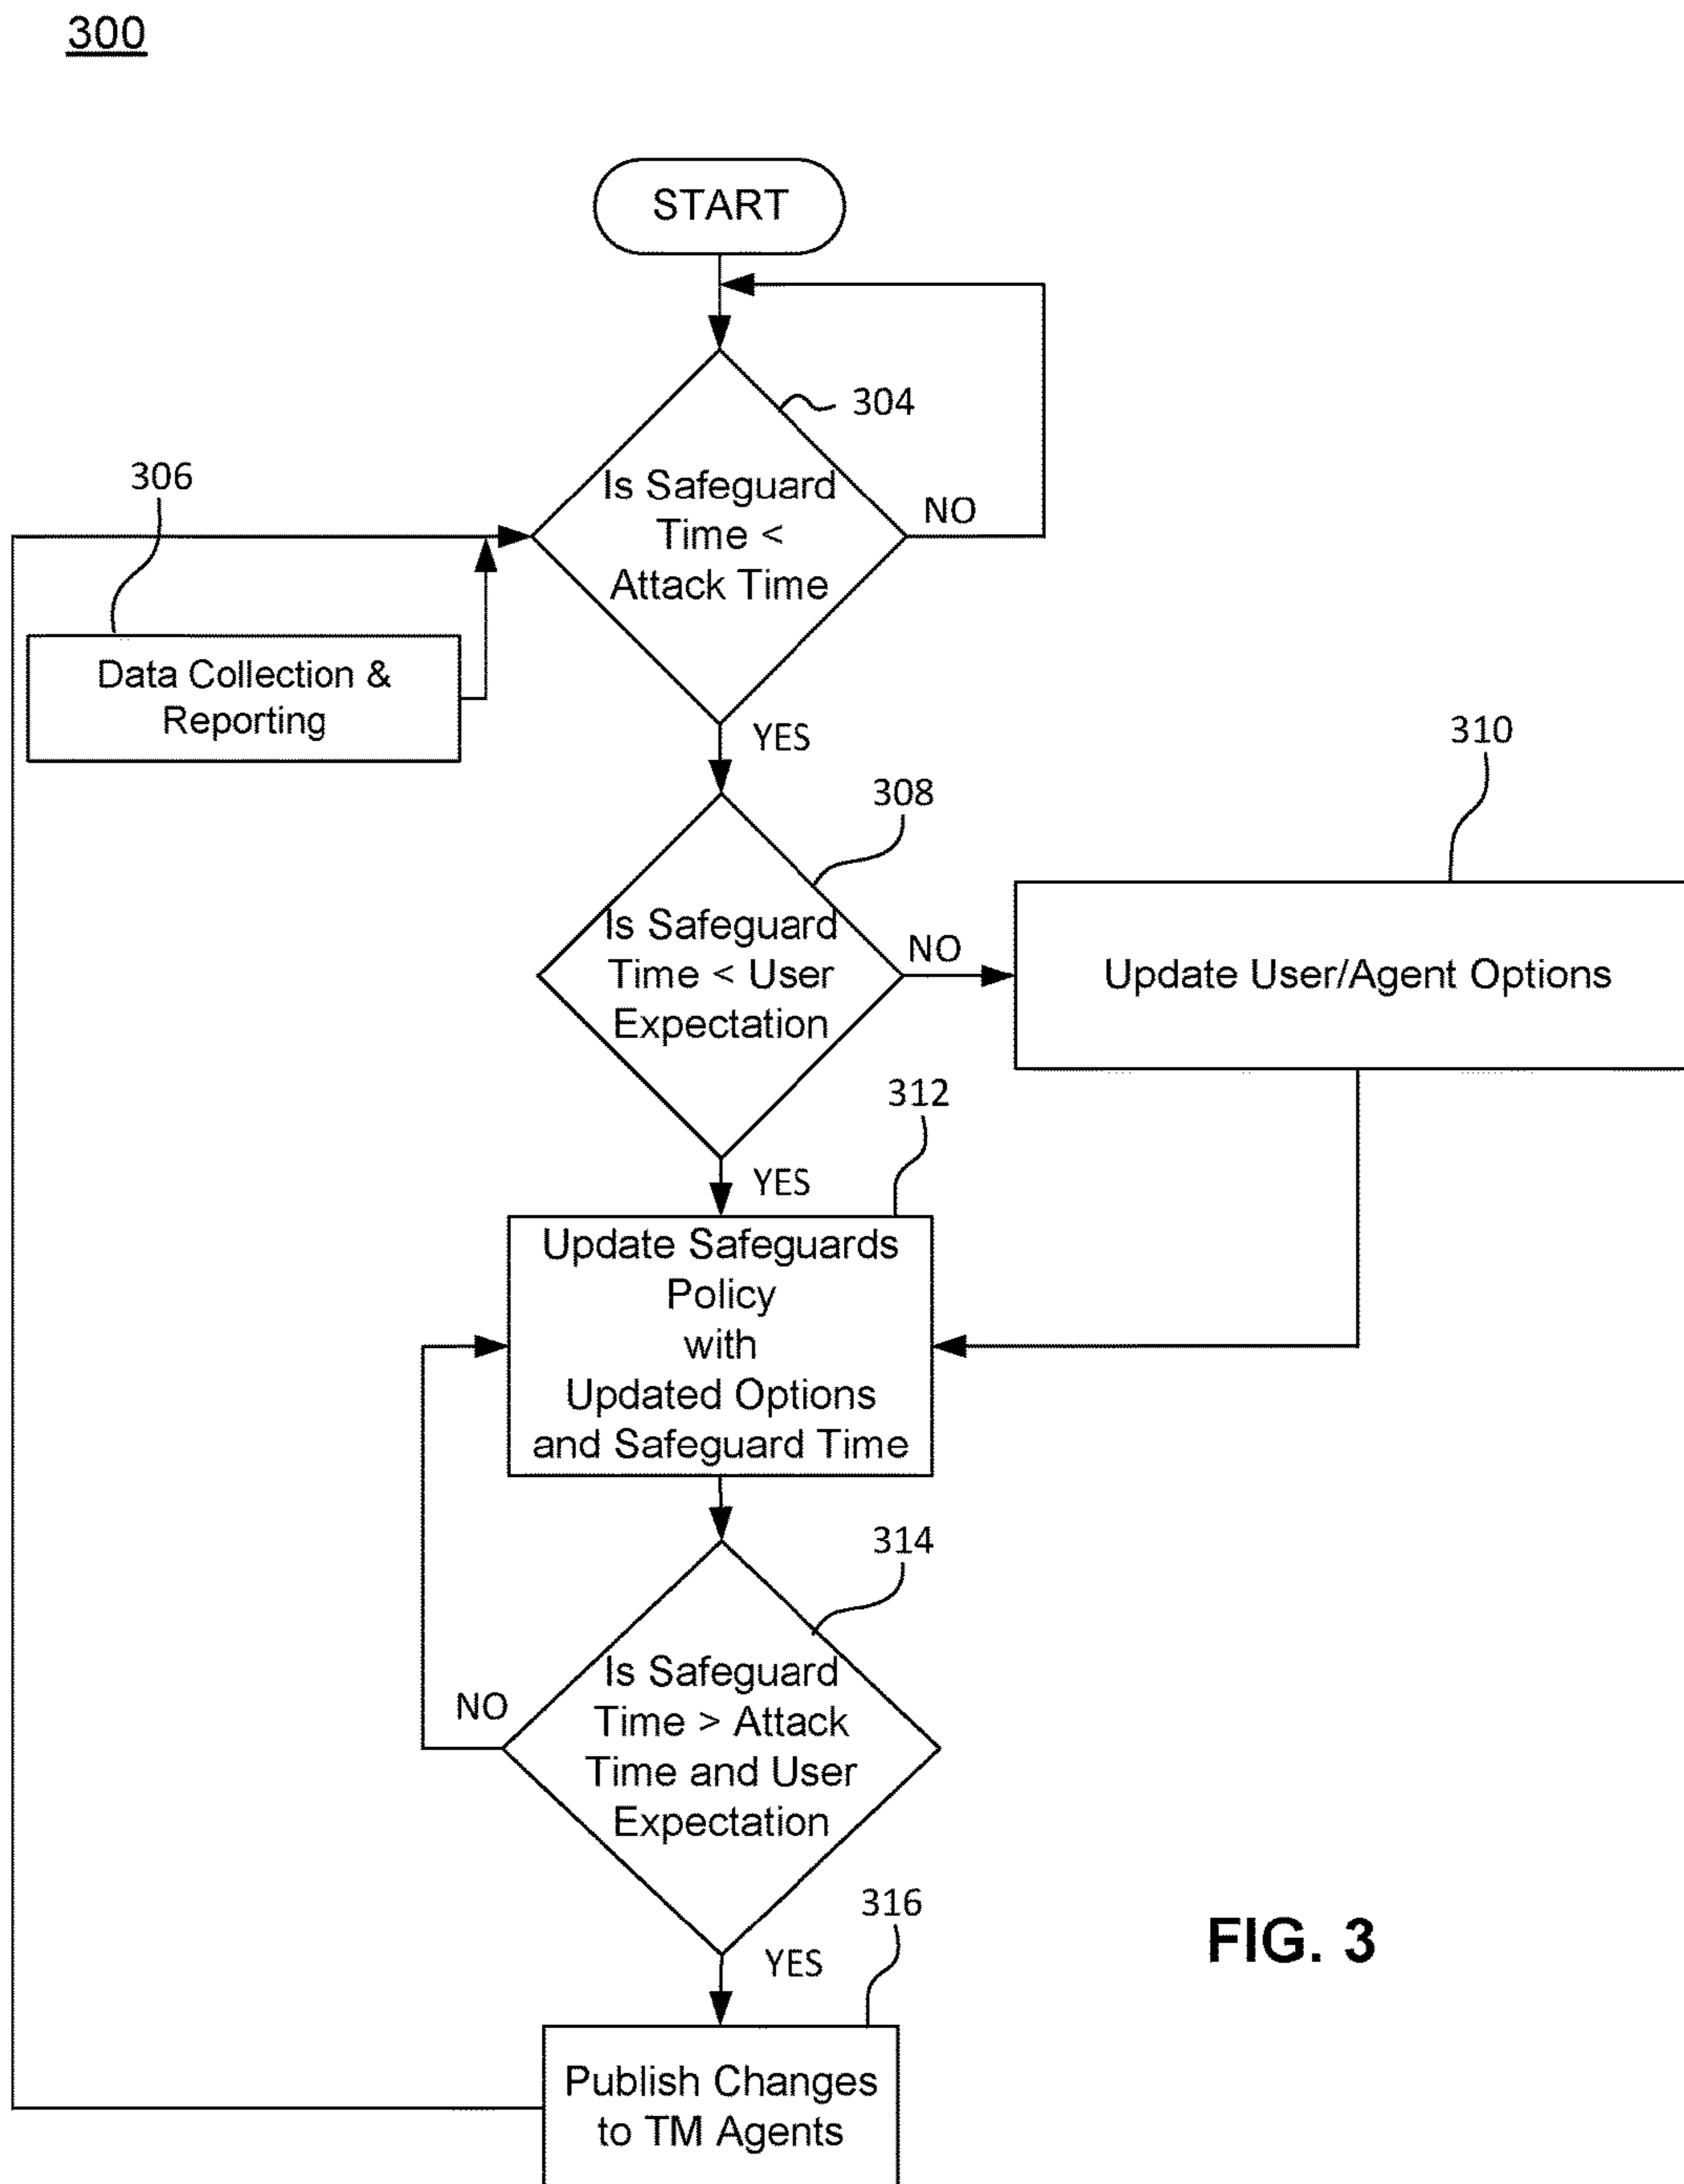 300
START
304
Is Safeguard
Time <
Attack Time
NO
306
Data Collection &
Reporting
YES
308
310
Is Safeguard
Time < User
Expectation
NO
Update User/Agent Options
312
YES
Update Safeguards
Policy
with
Updated Options
and Safeguard Time
314
Is Safeguard
Time > Attack
Time and User
Expectation
NO
316
YES
FIG. 3
Publish Changes
to TM Agents